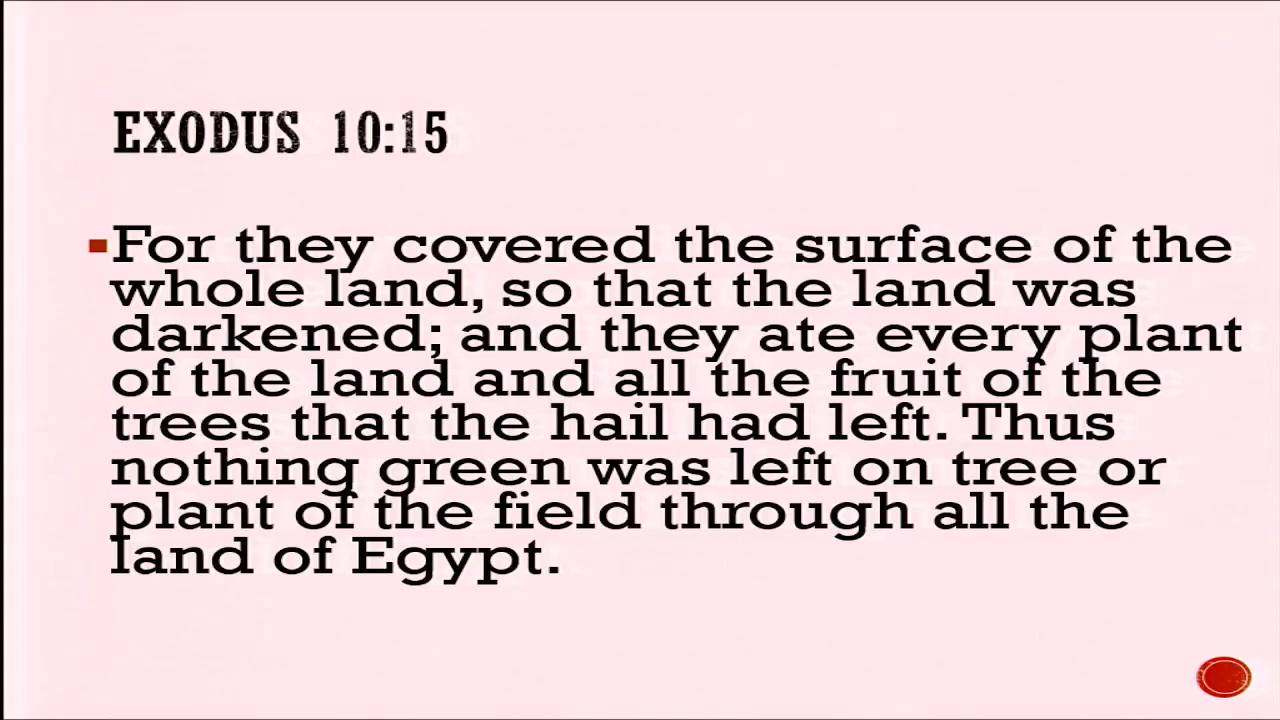 EXODUS 10:15
For they covered the surface of the
whole land, so that the land was
darkened; and they ate every plant
of the land and all the fruit of the
trees that the hail had left. Thus
nothing green was left on tree or
plant of the field through all the
land of Egypt.